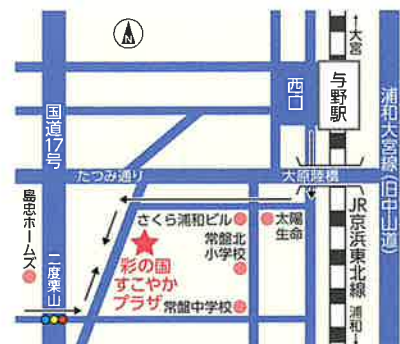 N
大宮
西口
与野駅
国道17号
浦和大宮線(旧中山道)
たつみ通り
大原陸橋
島忠ホームズ
さくら浦和ビル
太陽
生命
常盤北
小学校
JR京浜東北線
彩の国
すこやか
プラザ
二度栗山
常盤中学校
浦和